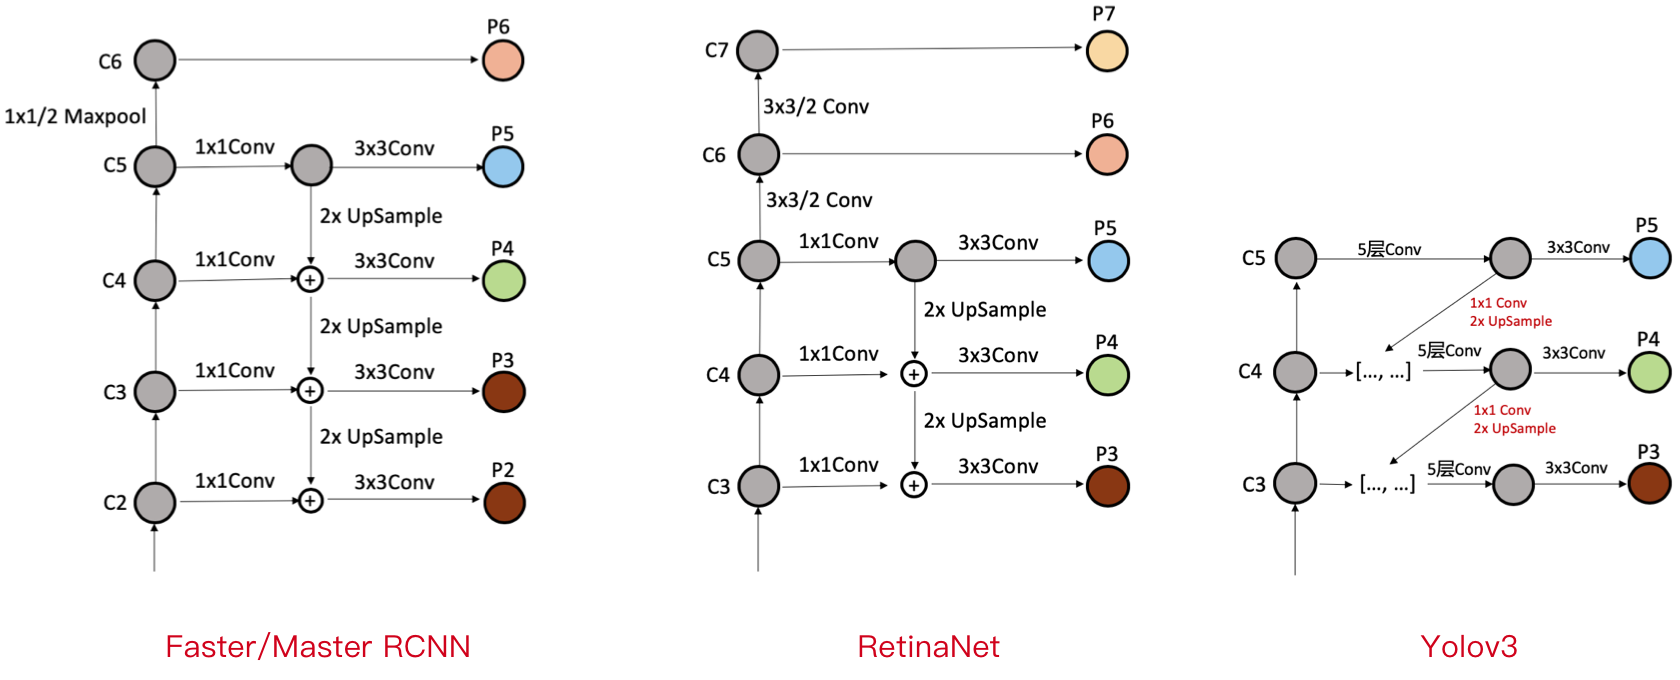 P6
C6
1x1/2 Maxpool
P5
C5
1x1Conv
3x3Conv
2x UpSample
P4
C4
1x1Conv
3x3Conv
2x UpSample
P3
C3
1x1Conv
3x3Conv
2x UpSample
P2
C2
1x1Conv
3x3Conv
+
+
+
Faster/Master RCNN
P7
C7
3x3/2 Conv
P6
C6
3x3/2 Conv
P5
C5
1x1Conv
3x3Conv
2x UpSample
P4
C4
1x1Conv
3x3Conv
+
2x UpSample
P3
C3
1x1Conv
3x3Conv
+
RetinaNet
P5
C5
5层Conv
3x3Conv
1x1 Conv
2x UpSample
P4
C4
[..., ...]
5层Conv
3x3Conv
1x1 Conv
2x UpSample
P3
C3
[..., ...]
5层Conv
3x3Conv
Yolov3